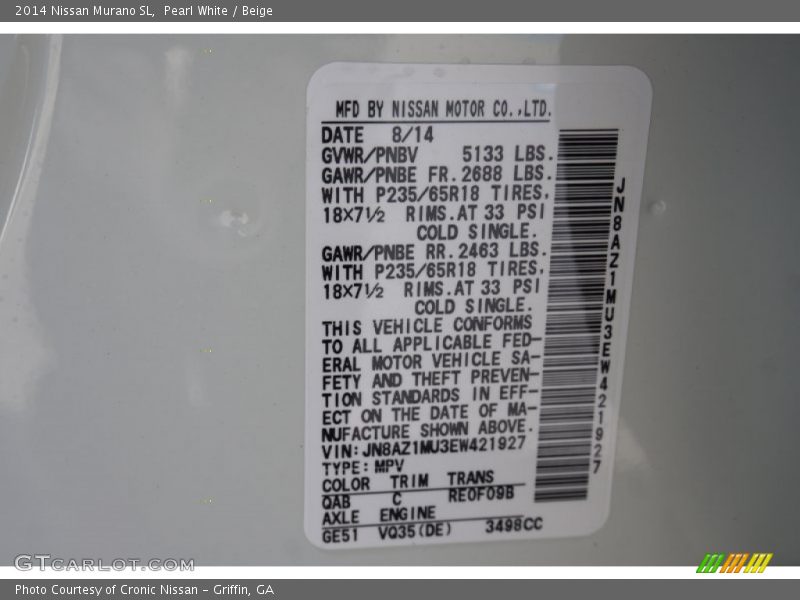 2014 Nissan Murano SL,  Pearl White / Beige
MFD BY NISSAN MOTOR CO.,LTD.
DATE 8/14
GVWR/PNBV 5133 LBS.
GAWR/PNBE FR. 2688 LBS.
WITH P235/65R18 TIRES,
18X7½ RIMS. AT 33 PSI
COLD SINGLE.
GAWR/PNBE RR. 2463 LBS.
WITH P235/65R18 TIRES,
18X7½ RIMS. AT 33 PSI
COLD SINGLE.
THIS VEHICLE CONFORMS
TO ALL APPLICABLE FED-
ERAL MOTOR VEHICLE SA-
FETY AND THEFT PREVEN-
TION STANDARDS IN EFF-
ECT ON THE DATE OF MA-
NUFACTURE SHOWN ABOVE.
VIN: JN8AZ1MU3EW421927
TYPE: MPV
COLOR TRIM TRANS
QAB C RE0F09B
AXLE ENGINE
GE51 VQ35(DE) 3498CC
JN8AZ1MU3EW421927
GTCARLOT.COM
Photo Courtesy of Cronic Nissan - Griffin, GA